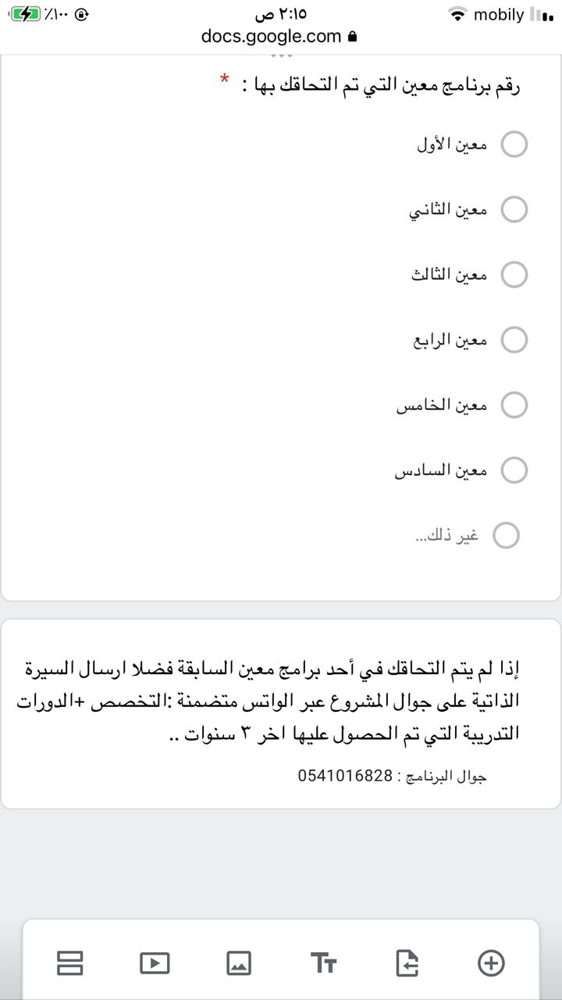 ٪١٠٠ ٢:١٥ ص mobily
docs.google.com
رقم برنامج معين التي تم التحاقك بها : *
معين الأول
معين الثاني
معين الثالث
معين الرابع
معين الخامس
معين السادس
غير ذلك...
إذا لم يتم التحاقك في أحد برامج معين السابقة فضلا ارسال السيرة
الذاتية على جوال المشروع عبر الواتس متضمنة :التخصص +الدورات
التدريبة التي تم الحصول عليها اخر ٣ سنوات ..
جوال البرنامج : 0541016828
Tт